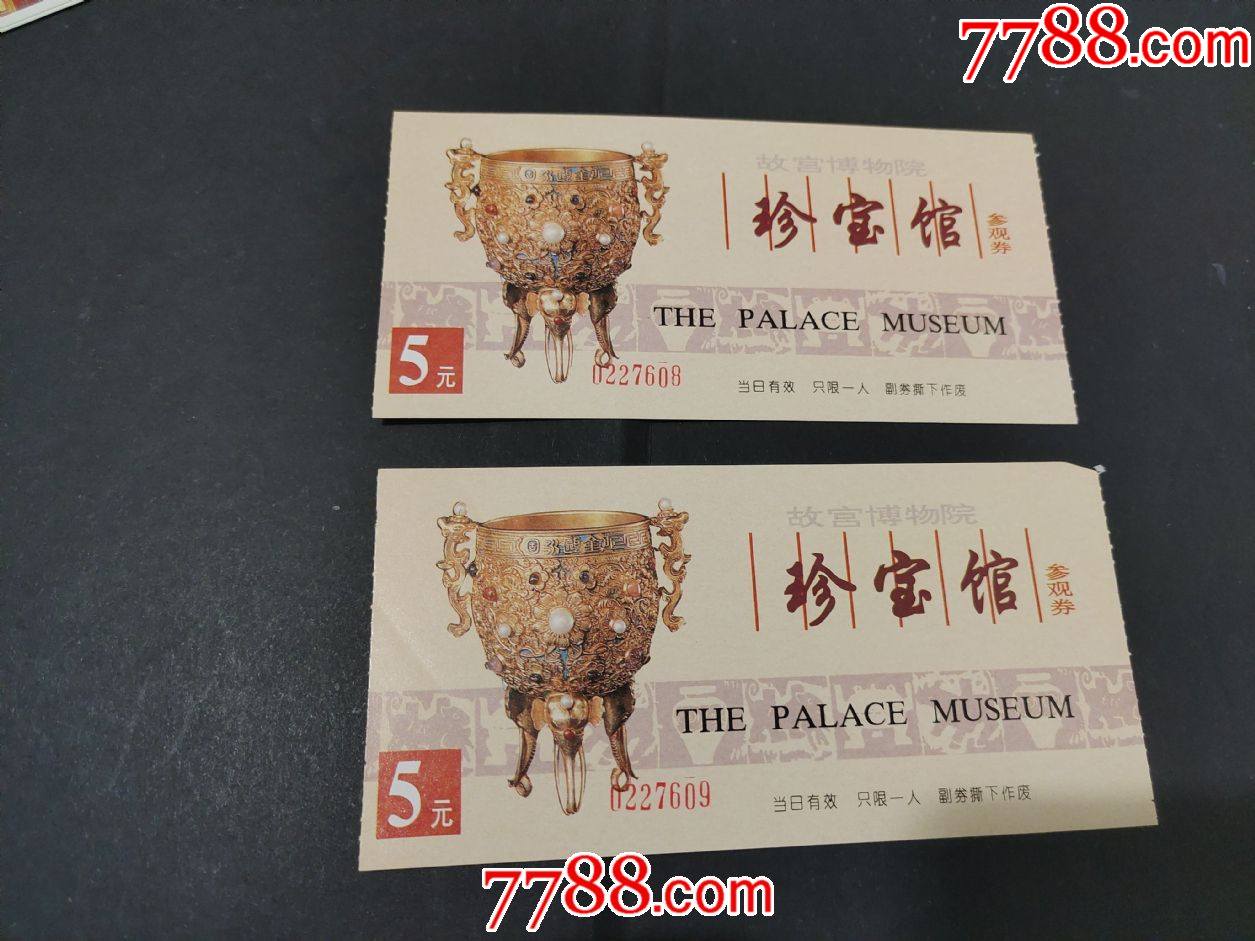 7788.com
故宫博物院
珍宝馆
参观券
THE PALACE MUSEUM
5元
0227608
当日有效 只限一人 副券撕下作废
故宫博物院
珍宝馆
参观券
THE PALACE MUSEUM
5元
0227609
当日有效 只限一人 副券撕下作废
7788.com